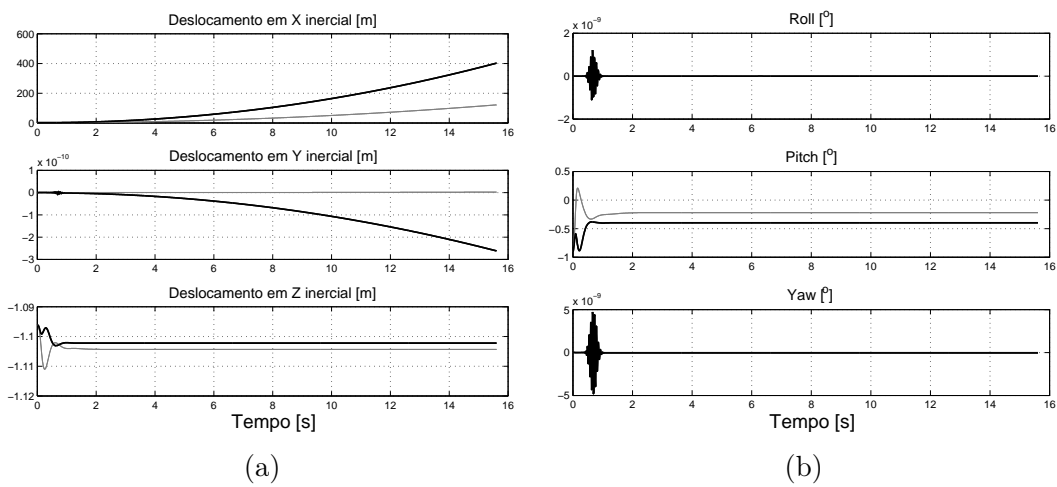 Deslocamento em X inercial [m]
600
400
200
0
0 2 4 6 8 10 12 14 16
x 10⁻¹⁰
Deslocamento em Y inercial [m]
1
0
−1
−2
−3
0 2 4 6 8 10 12 14 16
Deslocamento em Z inercial [m]
−1.09
−1.1
−1.11
−1.12
0 2 4 6 8 10 12 14 16
Tempo [s]
(a)
x 10⁻⁹
Roll [º]
2
0
−2
0 2 4 6 8 10 12 14 16
Pitch [º]
0.5
0
−0.5
−1
0 2 4 6 8 10 12 14 16
x 10⁻⁹
Yaw [º]
5
0
−5
0 2 4 6 8 10 12 14 16
Tempo [s]
(b)